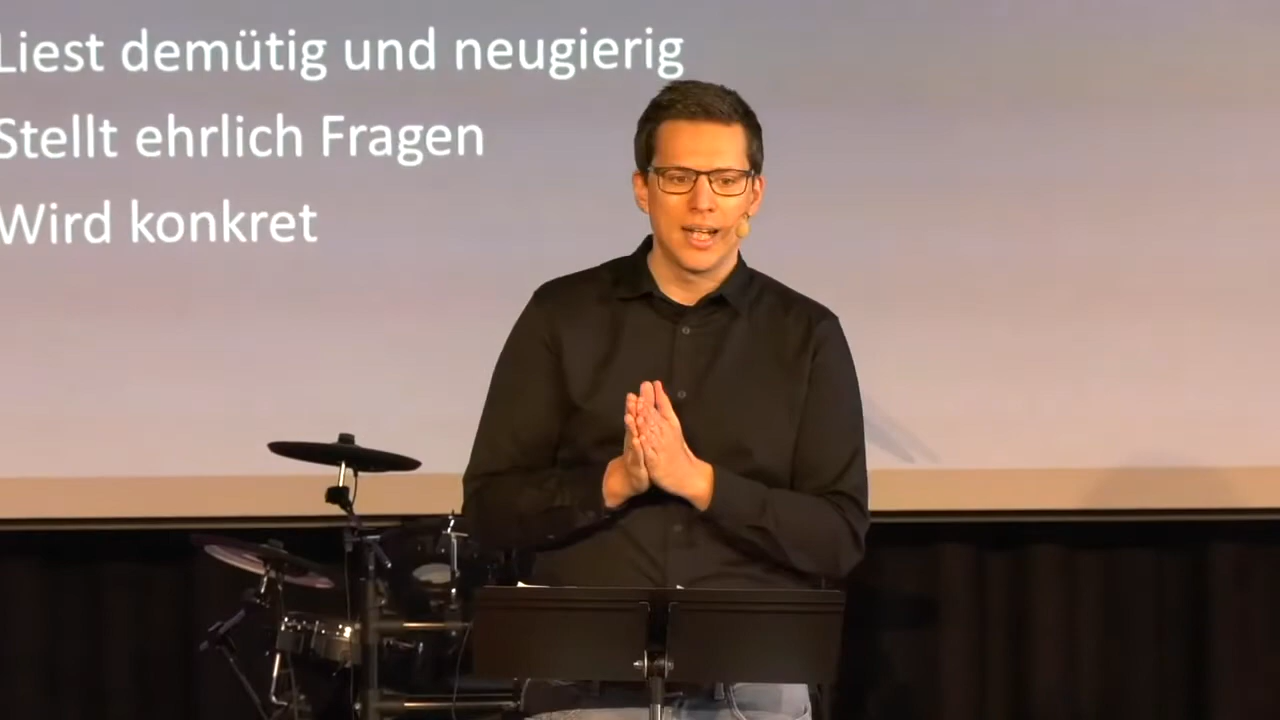 Liest demütig und neugierig
Stellt ehrlich Fragen
Wird konkret